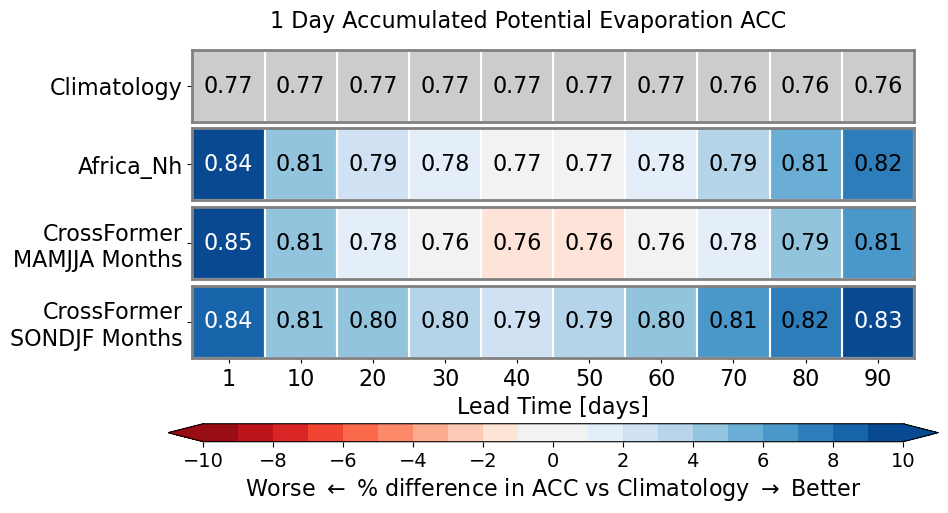 1 Day Accumulated Potential Evaporation ACC
Climatology 0.77 0.77 0.77 0.77 0.77 0.77 0.77 0.76 0.76 0.76
Africa_Nh 0.84 0.81 0.79 0.78 0.77 0.77 0.78 0.79 0.81 0.82
CrossFormer
MAMJJA Months 0.85 0.81 0.78 0.76 0.76 0.76 0.76 0.78 0.79 0.81
CrossFormer
SONDJF Months 0.84 0.81 0.80 0.80 0.79 0.79 0.80 0.81 0.82 0.83
1 10 20 30 40 50 60 70 80 90
Lead Time [days]
−10 −8 −6 −4 −2 0 2 4 6 8 10
Worse ← % difference in ACC vs Climatology → Better